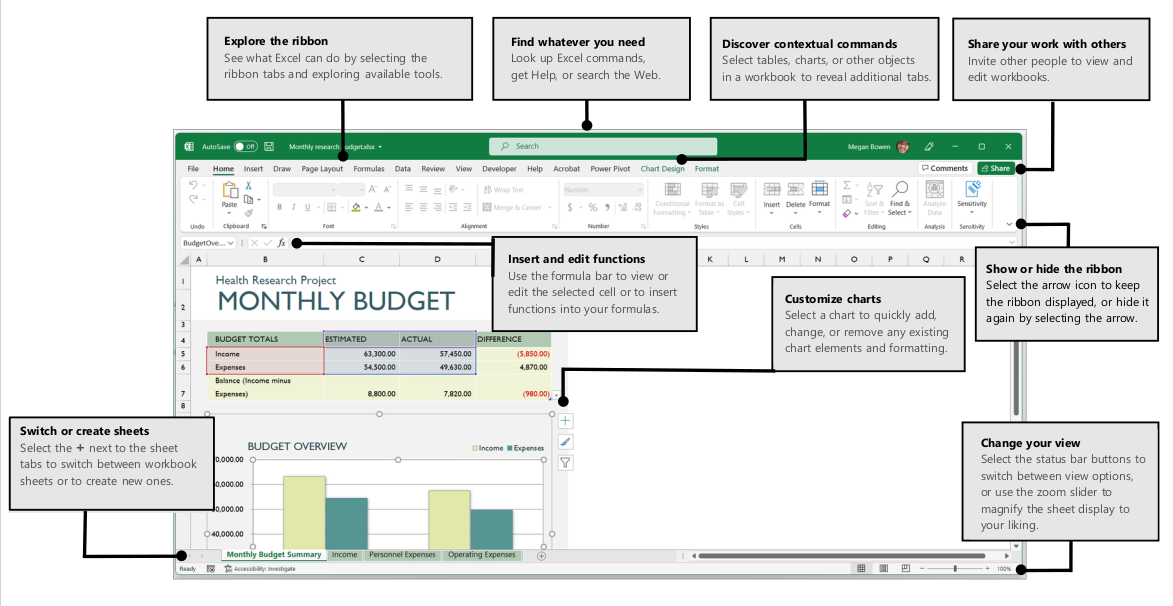 Explore the ribbon
See what Excel can do by selecting the
ribbon tabs and exploring available tools.
Find whatever you need
Look up Excel commands,
get Help, or search the Web.
Discover contextual commands
Select tables, charts, or other objects
in a workbook to reveal additional tabs.
Share your work with others
Invite other people to view and
edit workbooks.
AutoSave Off Monthly research budget.xlsx Search Megan Bowen
File Home Insert Draw Page Layout Formulas Data Review View Developer Help Acrobat Power Pivot Chart Design Format Comments Share
Paste B I U Wrap Text Merge & Center Number $ % Conditional Formatting Format as Table Cell Styles Insert Delete Format Sort & Filter Find & Select Analyze Data Sensitivity
Undo Clipboard Font Alignment Number Styles Cells Editing Analysis Sensitivity
BudgetOve... fx
A B C D K L M N O P Q R
Insert and edit functions
Use the formula bar to view or
edit the selected cell or to insert
functions into your formulas.
Customize charts
Select a chart to quickly add,
change, or remove any existing
chart elements and formatting.
Show or hide the ribbon
Select the arrow icon to keep
the ribbon displayed, or hide it
again by selecting the arrow.
1 Health Research Project
2 MONTHLY BUDGET
3
4 BUDGET TOTALS ESTIMATED ACTUAL DIFFERENCE
5 Income 63,300.00 57,450.00 (5,850.00)
6 Expenses 54,500.00 49,630.00 4,870.00
Balance (Income minus
7 Expenses) 8,800.00 7,820.00 (980.00)
8
Switch or create sheets
Select the + next to the sheet
tabs to switch between workbook
sheets or to create new ones.
BUDGET OVERVIEW Income Expenses
0,000.00
0,000.00
40,000.00
Change your view
Select the status bar buttons to
switch between view options,
or use the zoom slider to
magnify the sheet display to
your liking.
Monthly Budget Summary Income Personnel Expenses Operating Expenses
Ready Accessibility: Investigate 100%